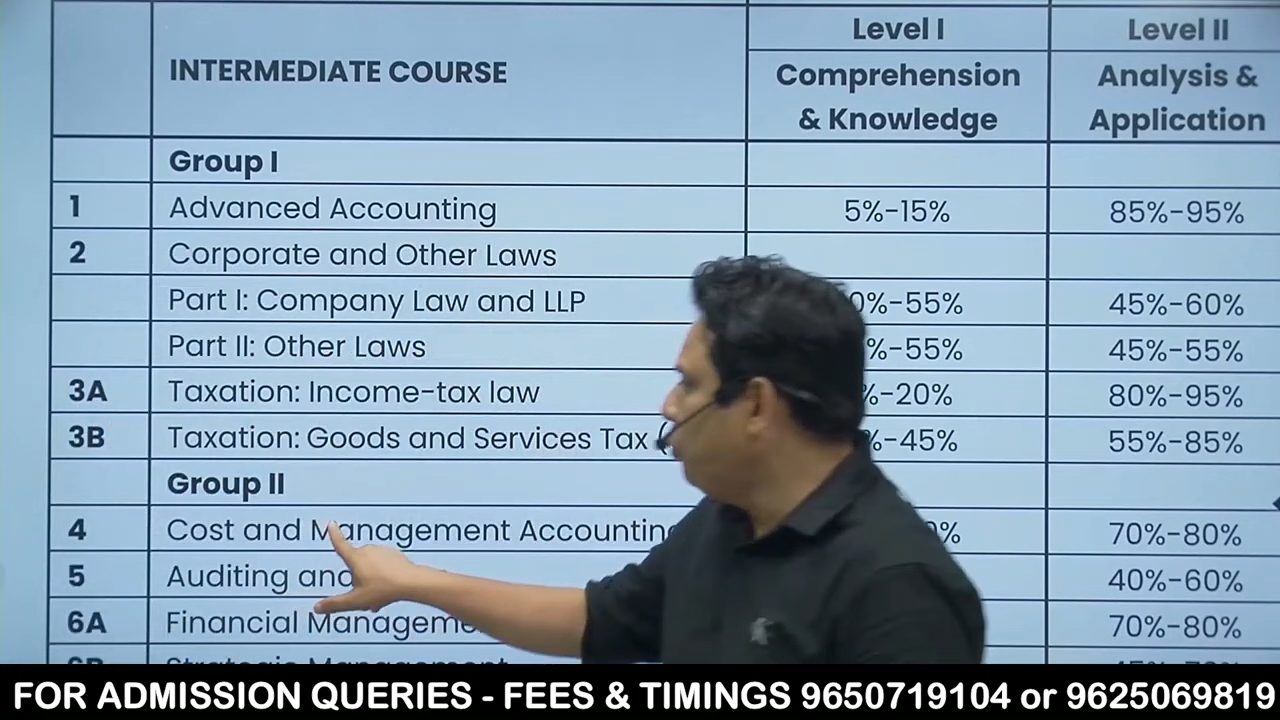 Level I Level II
INTERMEDIATE COURSE
Comprehension & Knowledge
Analysis & Application
Group I
1 Advanced Accounting 5%-15% 85%-95%
2 Corporate and Other Laws
Part I: Company Law and LLP 0%-55% 45%-60%
Part II: Other Laws %-55% 45%-55%
3A Taxation: Income-tax law %-20% 80%-95%
3B Taxation: Goods and Services Tax ( %-45% 55%-85%
Group II
4 Cost and Management Accounting % 70%-80%
5 Auditing and 40%-60%
6A Financial 70%-80%
FOR ADMISSION QUERIES - FEES & TIMINGS 9650719104 or 9625069819